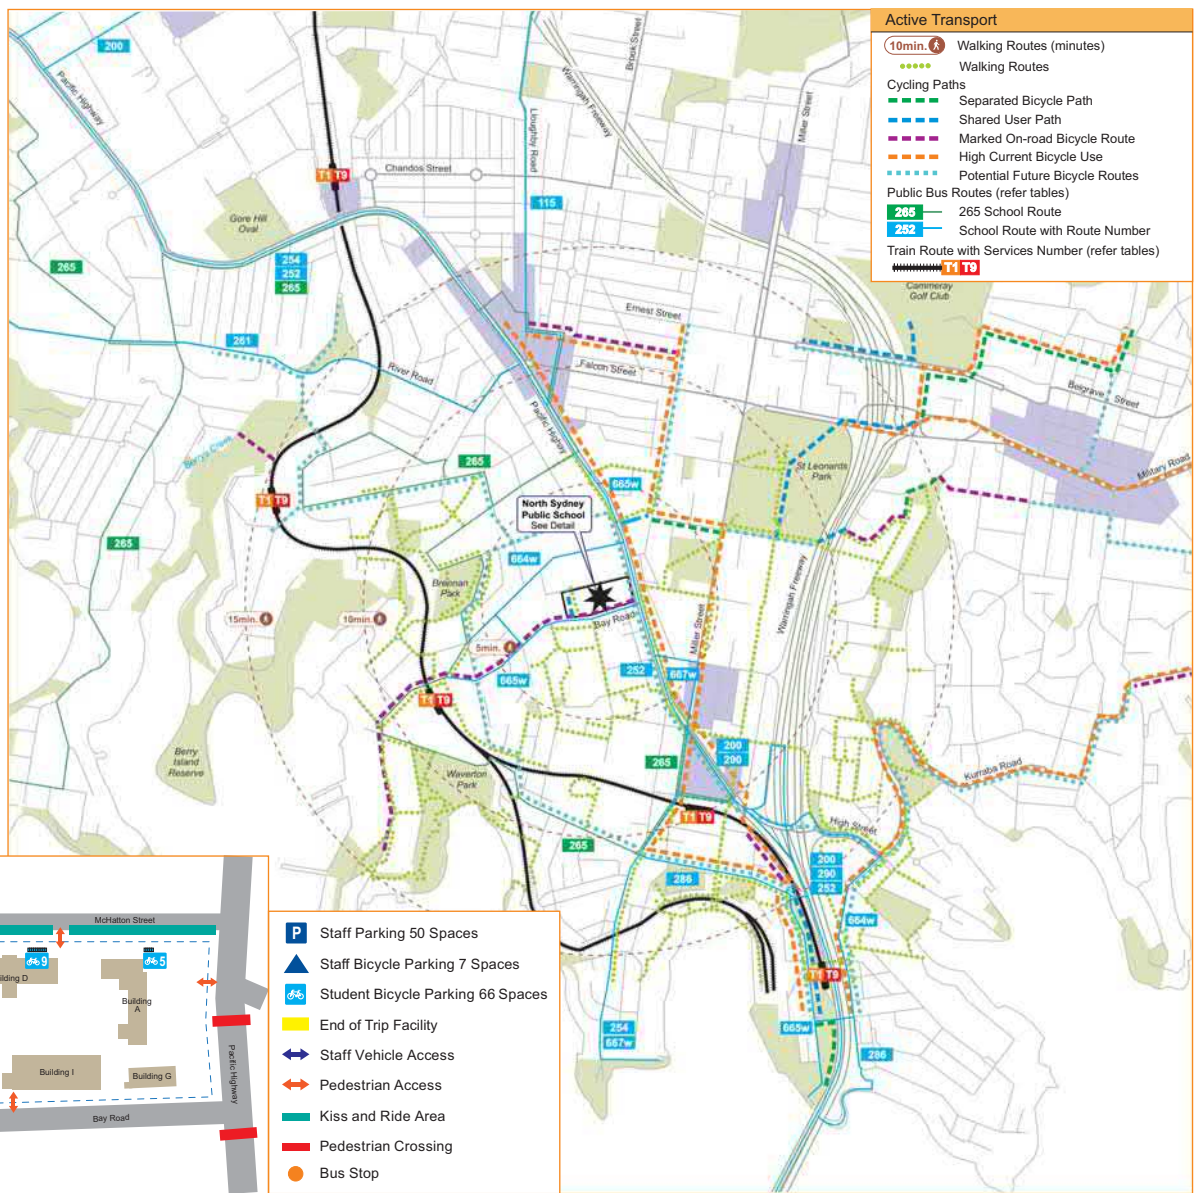 Active Transport
10min.
Walking Routes (minutes)
Walking Routes
Cycling Paths
Separated Bicycle Path
Shared User Path
Marked On-road Bicycle Route
High Current Bicycle Use
Potential Future Bicycle Routes
Public Bus Routes (refer tables)
265
265 School Route
252
School Route with Route Number
Train Route with Services Number (refer tables)
T1 T9
200
Pacific Highway
Warringah Freeway
Brook Street
Miller Street
T1 T9
Chandos Street
115
Gore Hill
Oval
254
252
265
265
261
River Road
Ernest Street
Falcon Street
Pacific Highway
Cammeray
Golf Club
Belgrave Street
Military Road
St Leonards
Park
Berrys Creek
T1 T9
265
265
665w
North Sydney
Public School
See Detail
664w
Brennan
Park
15min.
10min.
5min.
Bay Road
665w
Miller Street
Warringah Freeway
252
667w
T1 T9
265
200
290
Berry
Island
Reserve
Waverton
Park
T1 T9
Kurraba Road
High Street
265
286
200
290
252
664w
T1 T9
665w
254
667w
286
McHatton Street
9
5
ilding D
Building
A
Building I
Building G
Bay Road
Pacific Highway
P
Staff Parking 50 Spaces
Staff Bicycle Parking 7 Spaces
Student Bicycle Parking 66 Spaces
End of Trip Facility
Staff Vehicle Access
Pedestrian Access
Kiss and Ride Area
Pedestrian Crossing
Bus Stop